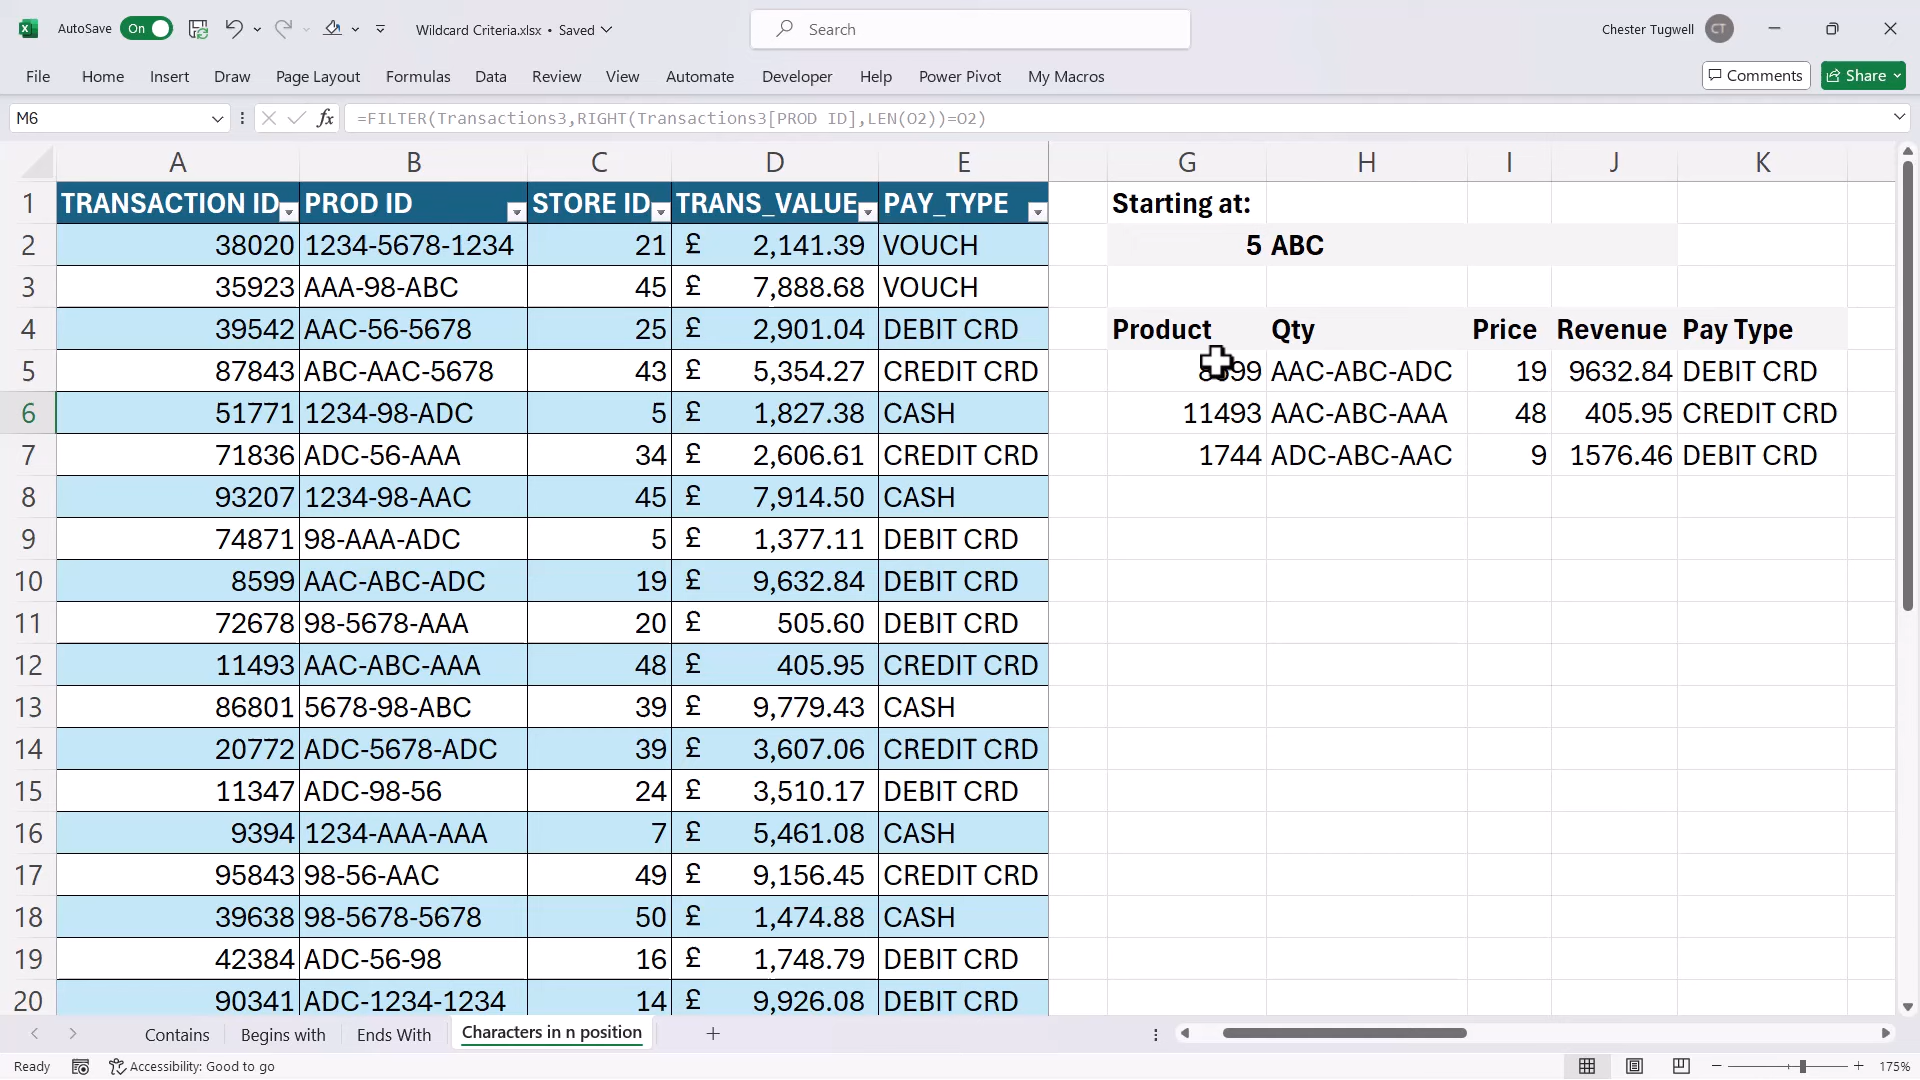 AutoSave On Wildcard Criteria.xlsx • Saved Search Chester Tugwell CT
File Home Insert Draw Page Layout Formulas Data Review View Automate Developer Help Power Pivot My Macros Comments Share
M6 fx =FILTER(Transactions3,RIGHT(Transactions3[PROD ID],LEN(O2))=O2)
A B C D E G H I J K
1 TRANSACTION ID PROD ID STORE ID TRANS_VALUE PAY_TYPE Starting at:
2 38020 1234-5678-1234 21 £ 2,141.39 VOUCH 5 ABC
3 35923 AAA-98-ABC 45 £ 7,888.68 VOUCH
4 39542 AAC-56-5678 25 £ 2,901.04 DEBIT CRD Product Qty Price Revenue Pay Type
5 87843 ABC-AAC-5678 43 £ 5,354.27 CREDIT CRD 8599 AAC-ABC-ADC 19 9632.84 DEBIT CRD
6 51771 1234-98-ADC 5 £ 1,827.38 CASH 11493 AAC-ABC-AAA 48 405.95 CREDIT CRD
7 71836 ADC-56-AAA 34 £ 2,606.61 CREDIT CRD 1744 ADC-ABC-AAC 9 1576.46 DEBIT CRD
8 93207 1234-98-AAC 45 £ 7,914.50 CASH
9 74871 98-AAA-ADC 5 £ 1,377.11 DEBIT CRD
10 8599 AAC-ABC-ADC 19 £ 9,632.84 DEBIT CRD
11 72678 98-5678-AAA 20 £ 505.60 DEBIT CRD
12 11493 AAC-ABC-AAA 48 £ 405.95 CREDIT CRD
13 86801 5678-98-ABC 39 £ 9,779.43 CASH
14 20772 ADC-5678-ADC 39 £ 3,607.06 CREDIT CRD
15 11347 ADC-98-56 24 £ 3,510.17 DEBIT CRD
16 9394 1234-AAA-AAA 7 £ 5,461.08 CASH
17 95843 98-56-AAC 49 £ 9,156.45 CREDIT CRD
18 39638 98-5678-5678 50 £ 1,474.88 CASH
19 42384 ADC-56-98 16 £ 1,748.79 DEBIT CRD
20 90341 ADC-1234-1234 14 £ 9,926.08 DEBIT CRD
Contains Begins with Ends With Characters in n position
Ready Accessibility: Good to go 175%